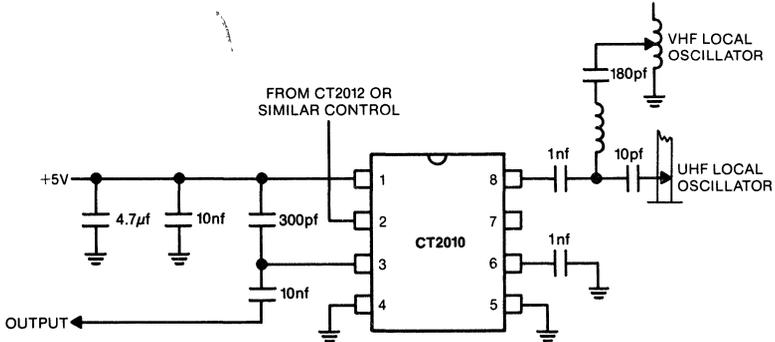 VHF LOCAL
OSCILLATOR
180pf
FROM CT2012 OR
SIMILAR CONTROL
1nf
10pf
UHF LOCAL
OSCILLATOR
+5V
1
8
4.7µf
10nf
300pf
2
7
CT2010
1nf
3
6
10nf
4
5
OUTPUT